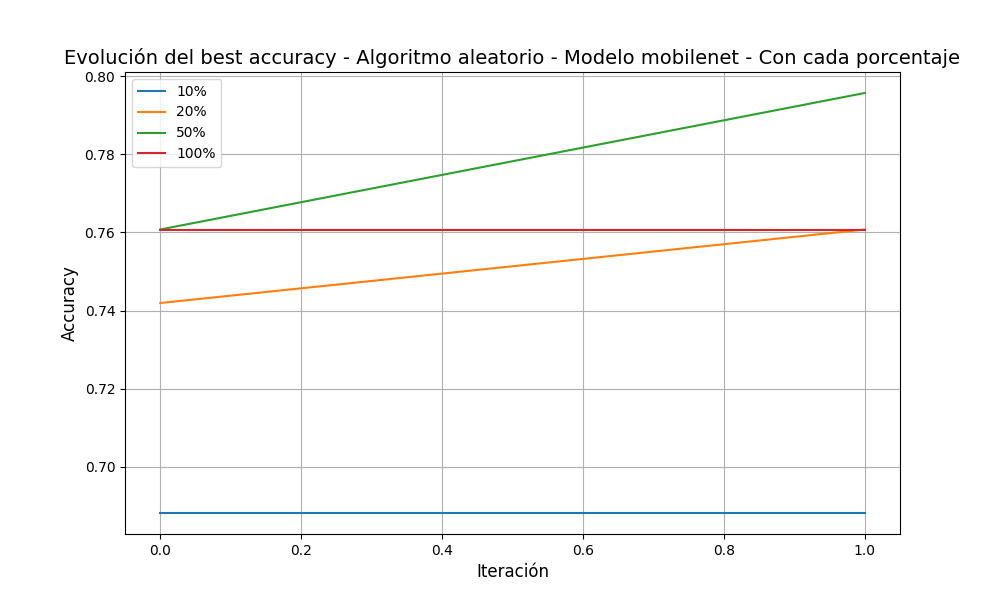 Evolución del best accuracy - Algoritmo aleatorio - Modelo mobilenet - Con cada porcentaje
10%
20%
50%
100%
0.80
0.78
0.76
0.74
0.72
0.70
Accuracy
0.0 0.2 0.4 0.6 0.8 1.0
Iteración